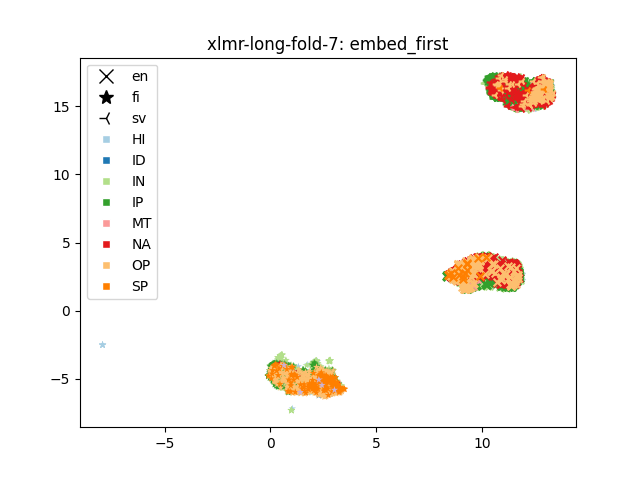 xlmr-long-fold-7: embed_first
en
fi
sv
HI
ID
IN
IP
MT
NA
OP
SP
15
10
5
0
−5
−5
0
5
10